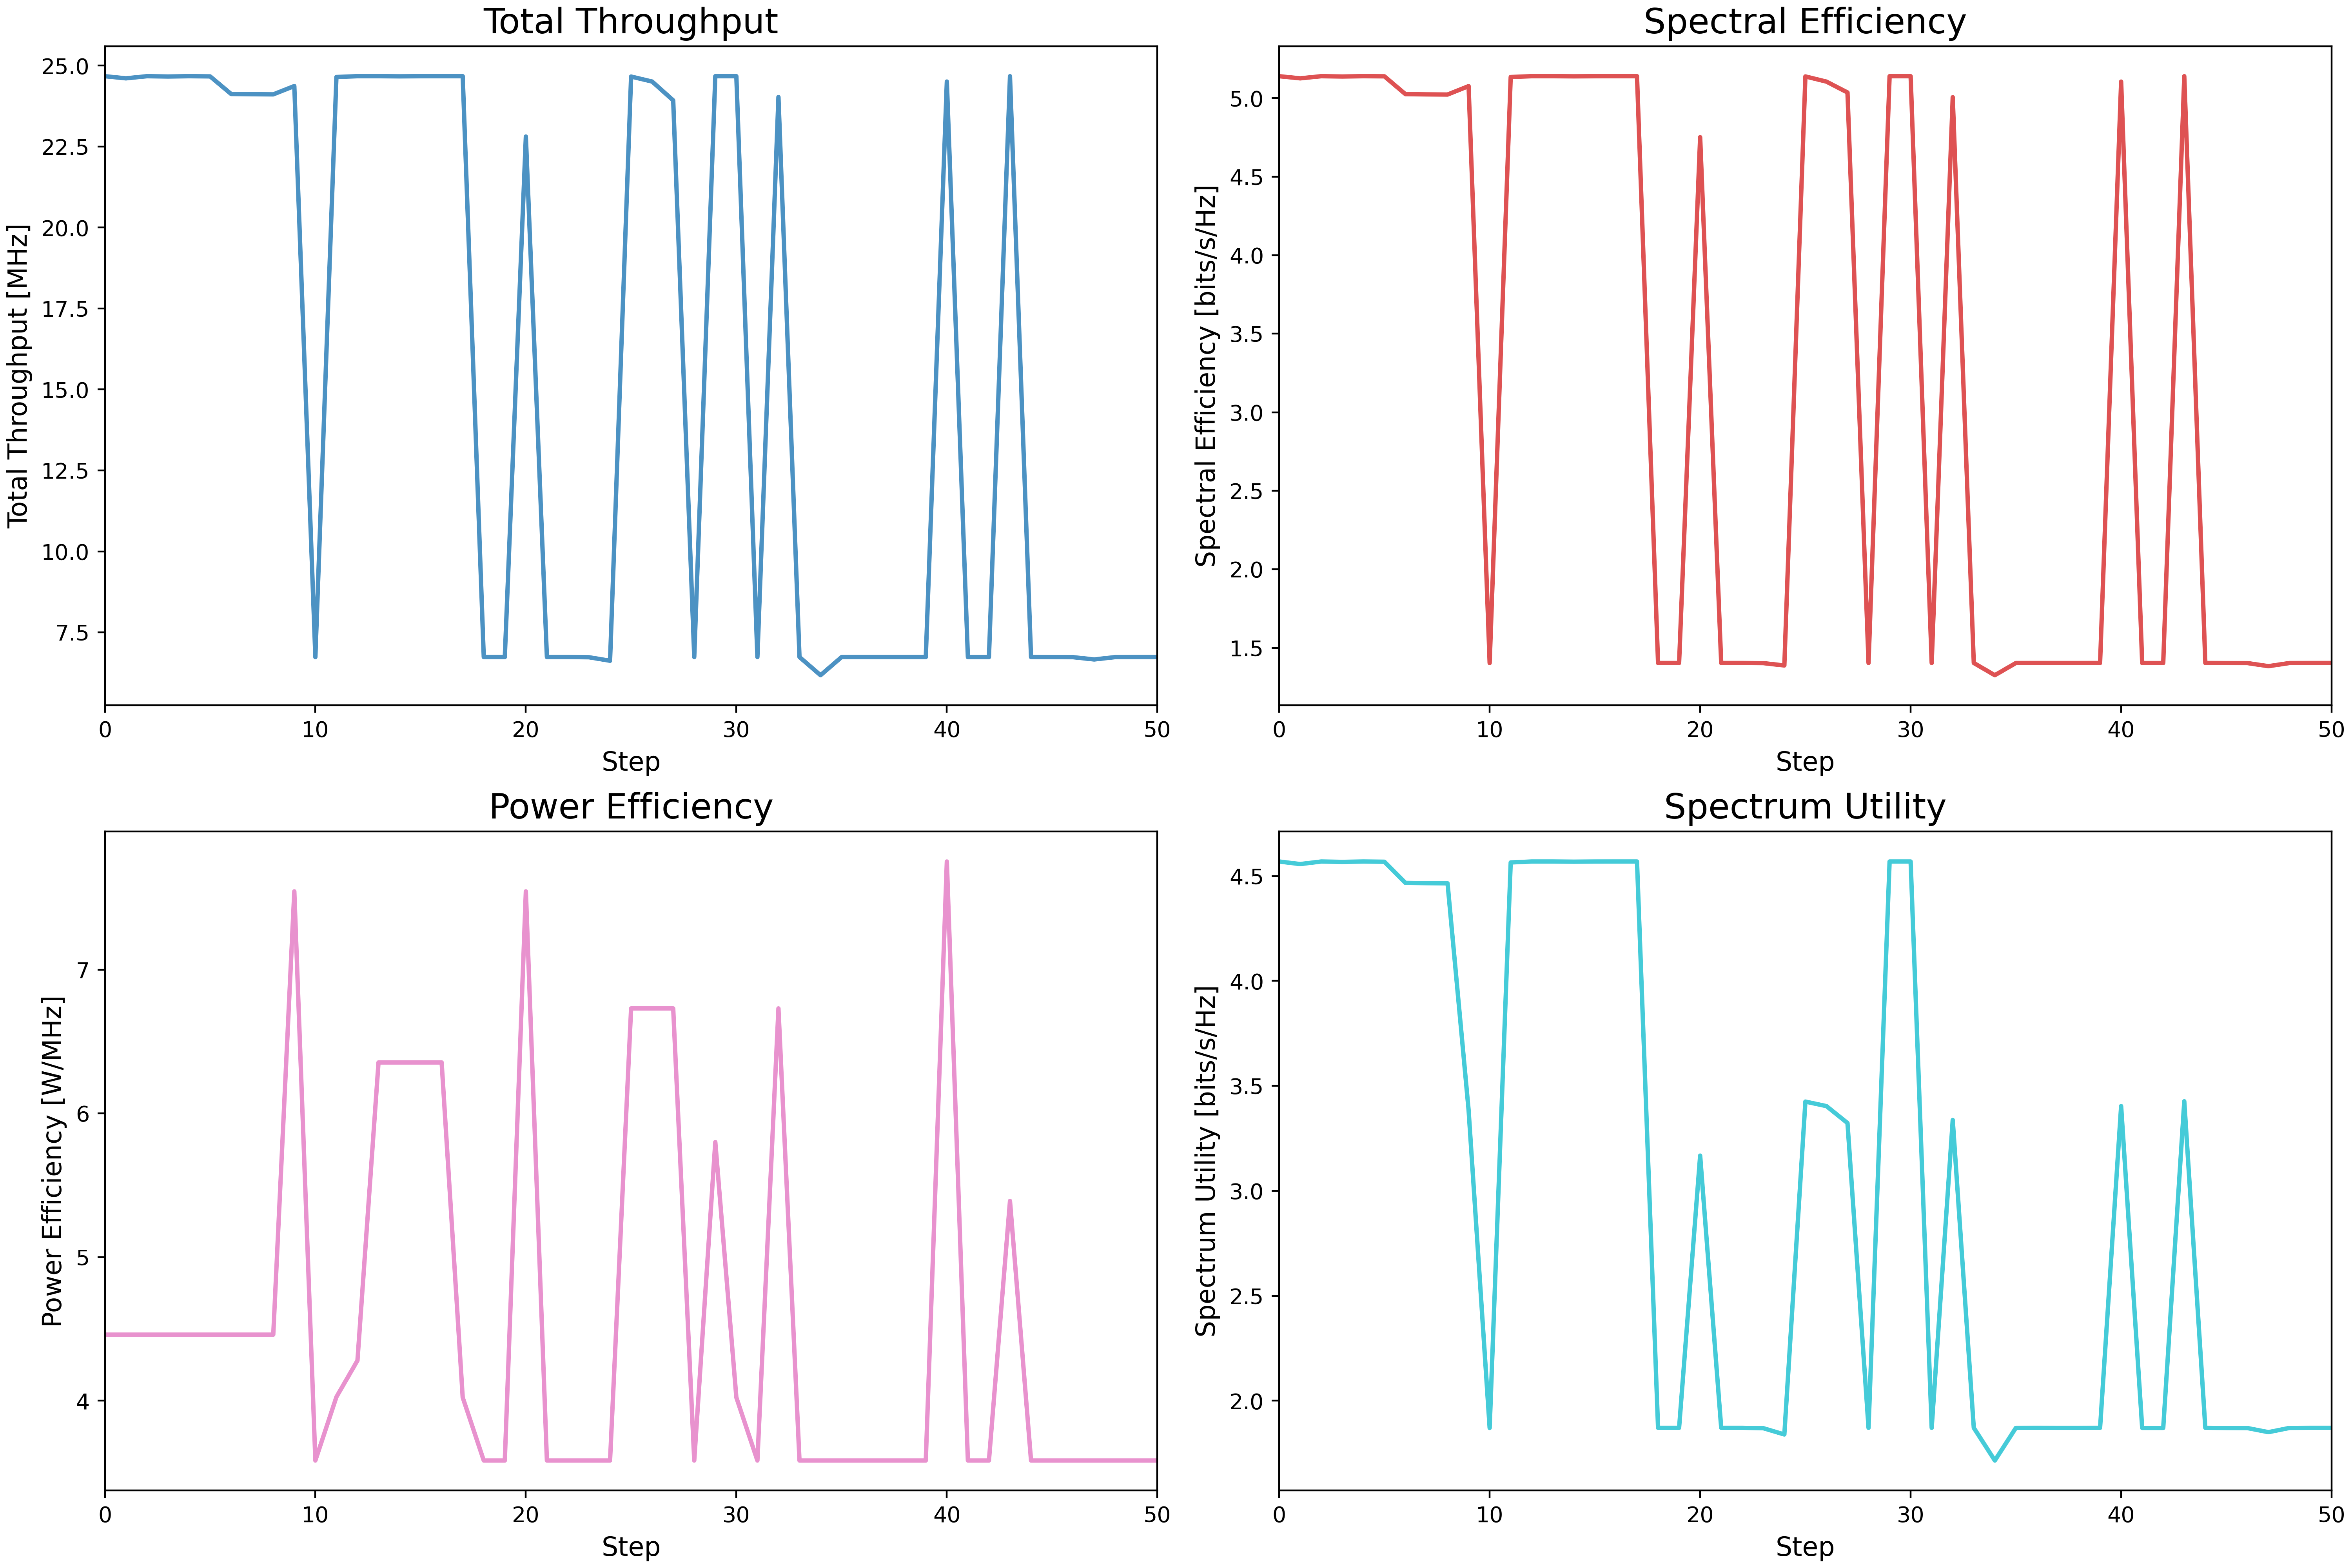 Total Throughput
Total Throughput [MHz]
25.0
22.5
20.0
17.5
15.0
12.5
10.0
7.5
0 10 20 30 40 50
Step
Spectral Efficiency
Spectral Efficiency [bits/s/Hz]
5.0
4.5
4.0
3.5
3.0
2.5
2.0
1.5
0 10 20 30 40 50
Step
Power Efficiency
Power Efficiency [W/MHz]
7
6
5
4
0 10 20 30 40 50
Step
Spectrum Utility
Spectrum Utility [bits/s/Hz]
4.5
4.0
3.5
3.0
2.5
2.0
0 10 20 30 40 50
Step